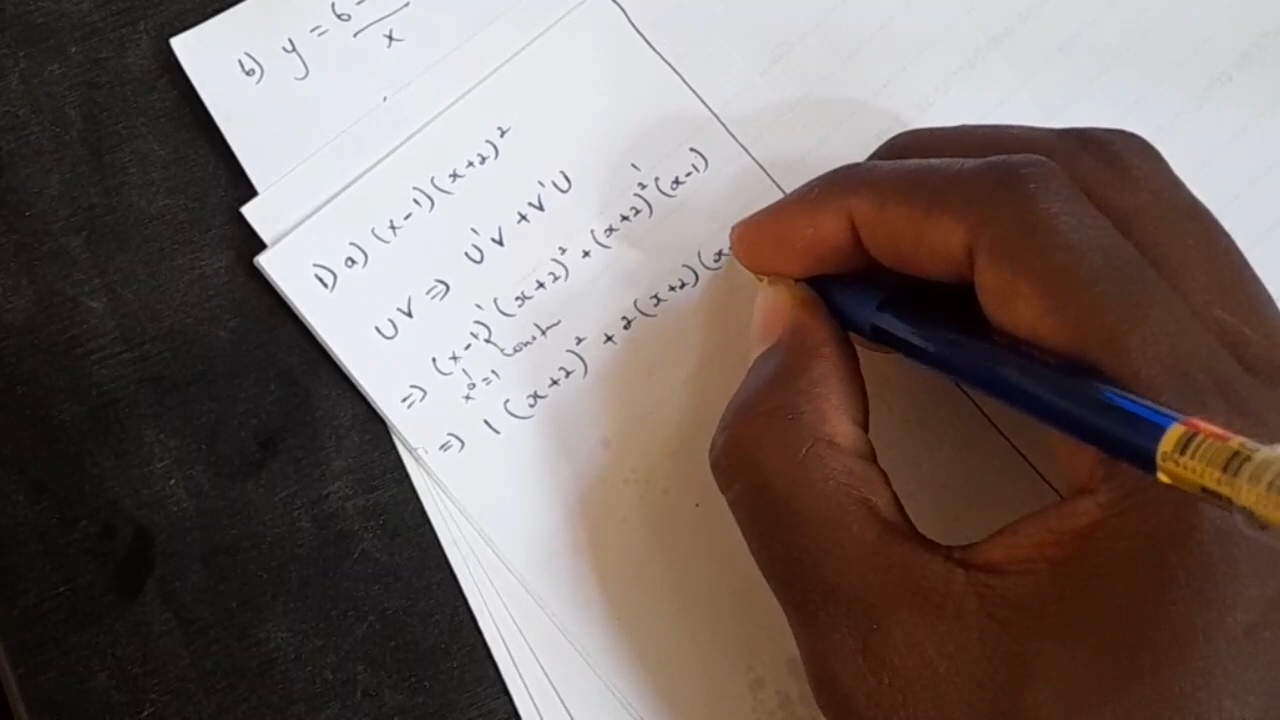 b) y = 6-/x
1) a) (x-1)(x+2)²
UV ⇒ U'V + V'U
⇒ (x-1)' (x+2)² + (x+2)²' (x-1)
x⁰=1
⇒ 1 (x+2)² + 2(x+2)(x